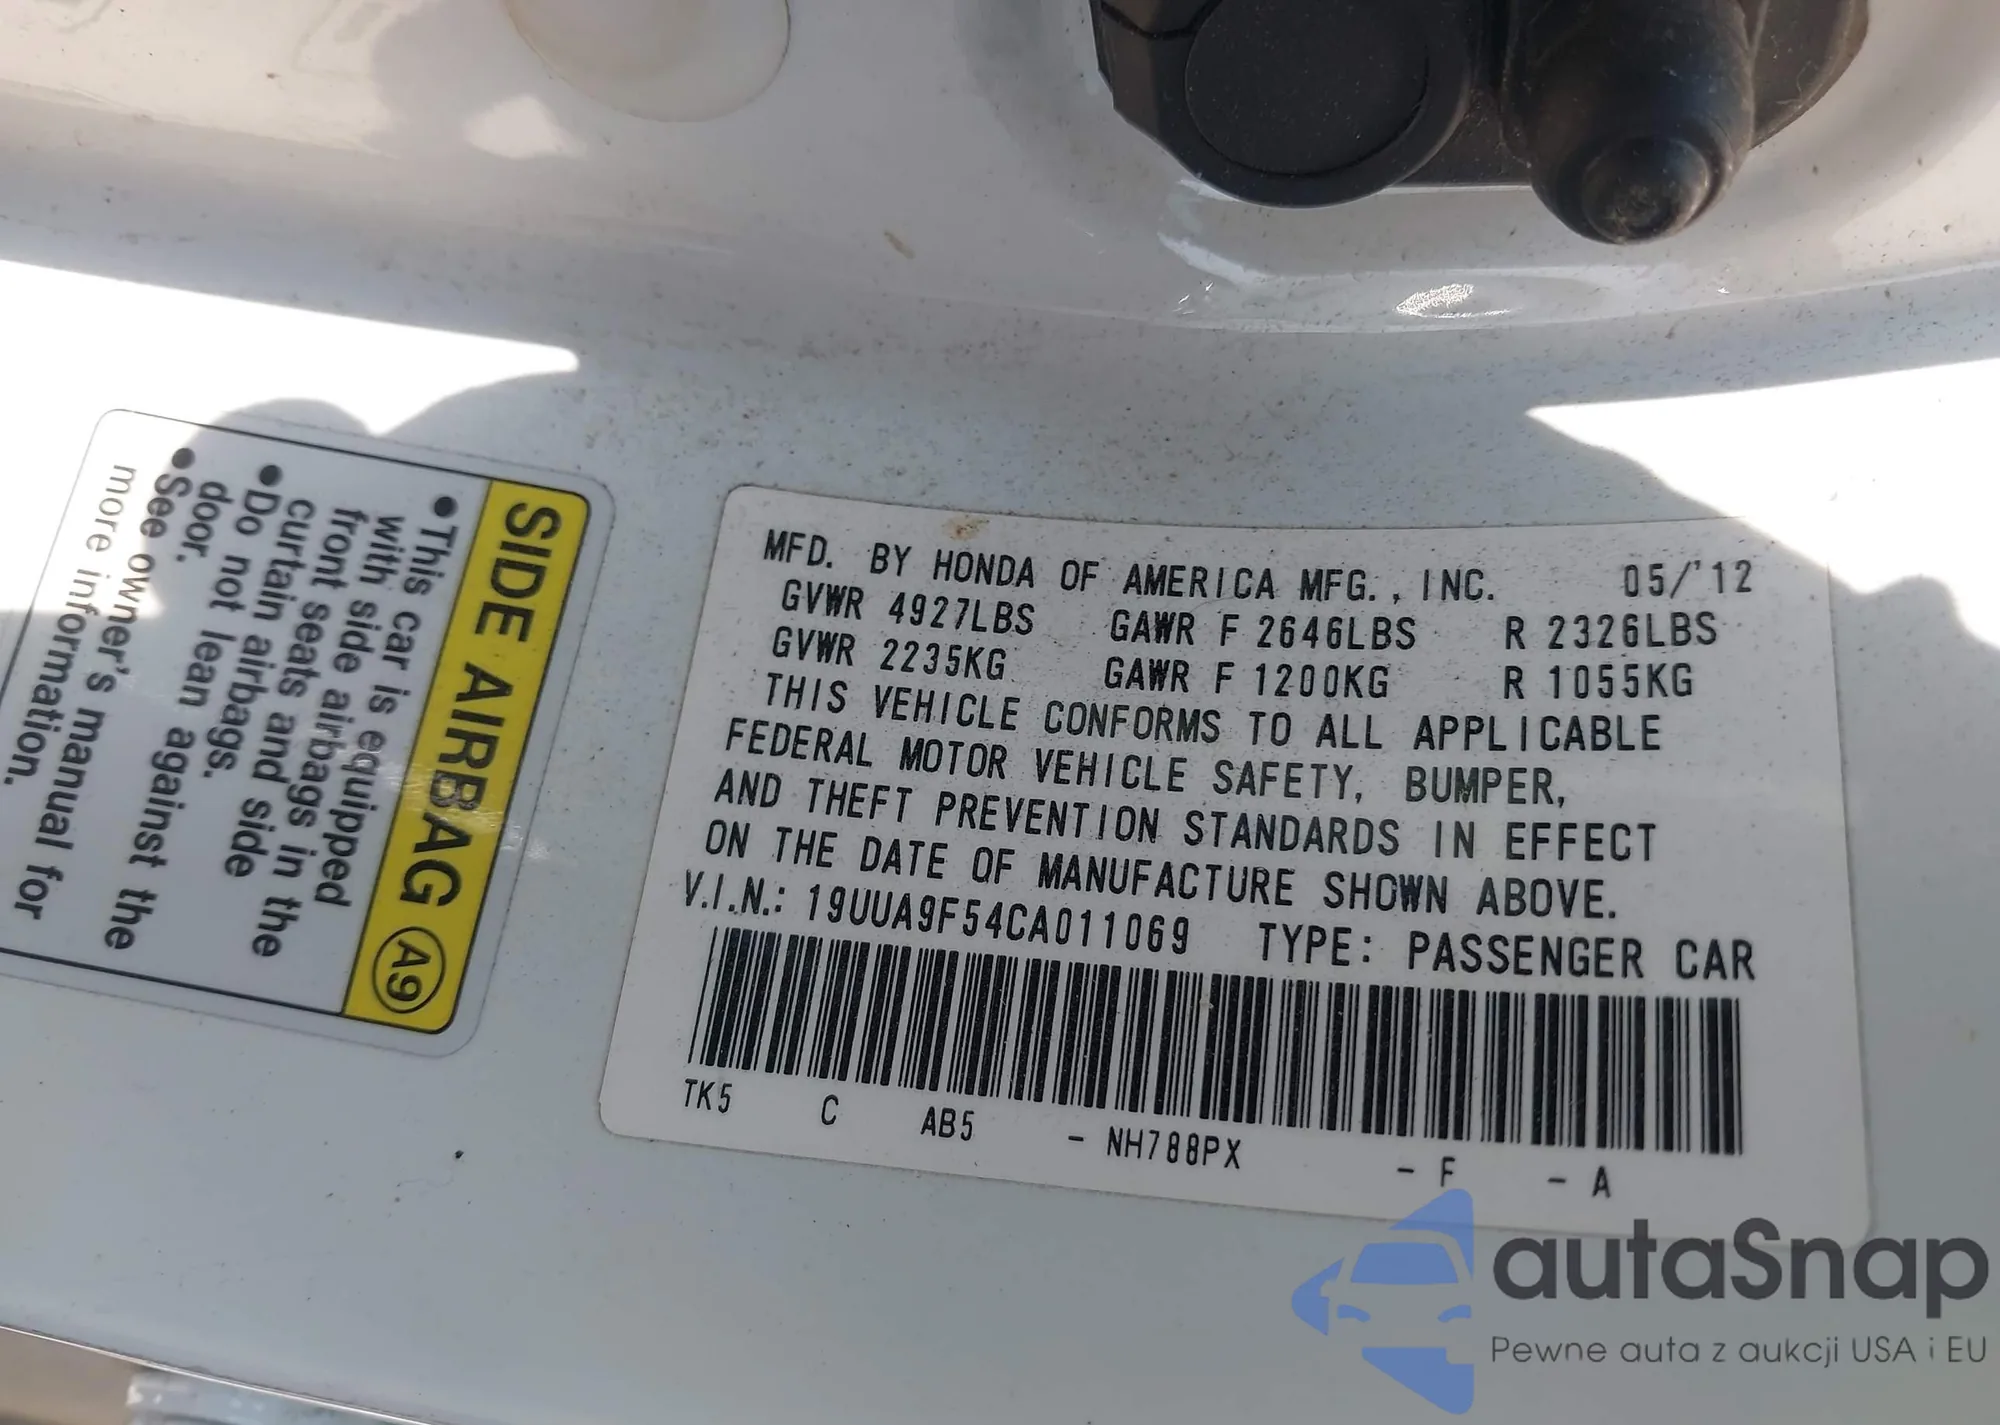 SIDE AIRBAG A9
•This car is equipped
with side airbags in
front seats and the
curtain airbags. side
•Do not lean against the
door.
•See owner's manual for
more information.
MFD. BY HONDA OF AMERICA MFG., INC. 05/'12
GVWR 4927LBS GAWR F 2646LBS R 2326LBS
GVWR 2235KG GAWR F 1200KG R 1055KG
THIS VEHICLE CONFORMS TO ALL APPLICABLE
FEDERAL MOTOR VEHICLE SAFETY, BUMPER,
AND THEFT PREVENTION STANDARDS IN EFFECT
ON THE DATE OF MANUFACTURE SHOWN ABOVE.
V.I.N.: 19UUA9F54CA011069 TYPE: PASSENGER CAR
TK5 C AB5 - NH788PX - F - A
autaSnap
Pewne auta z aukcji USA i EU